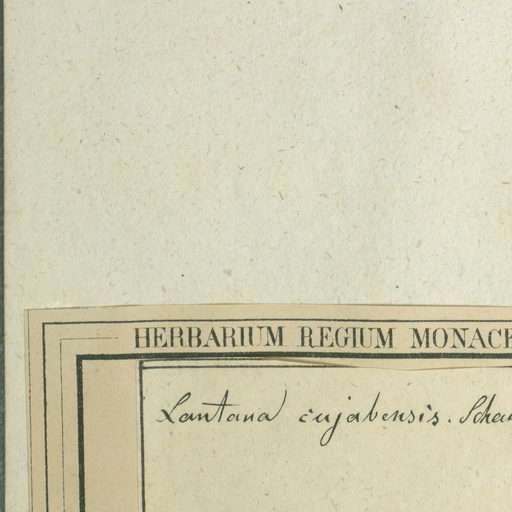 HERBARIUM REGIUM MONACE
Lantana cujabensis. Schau